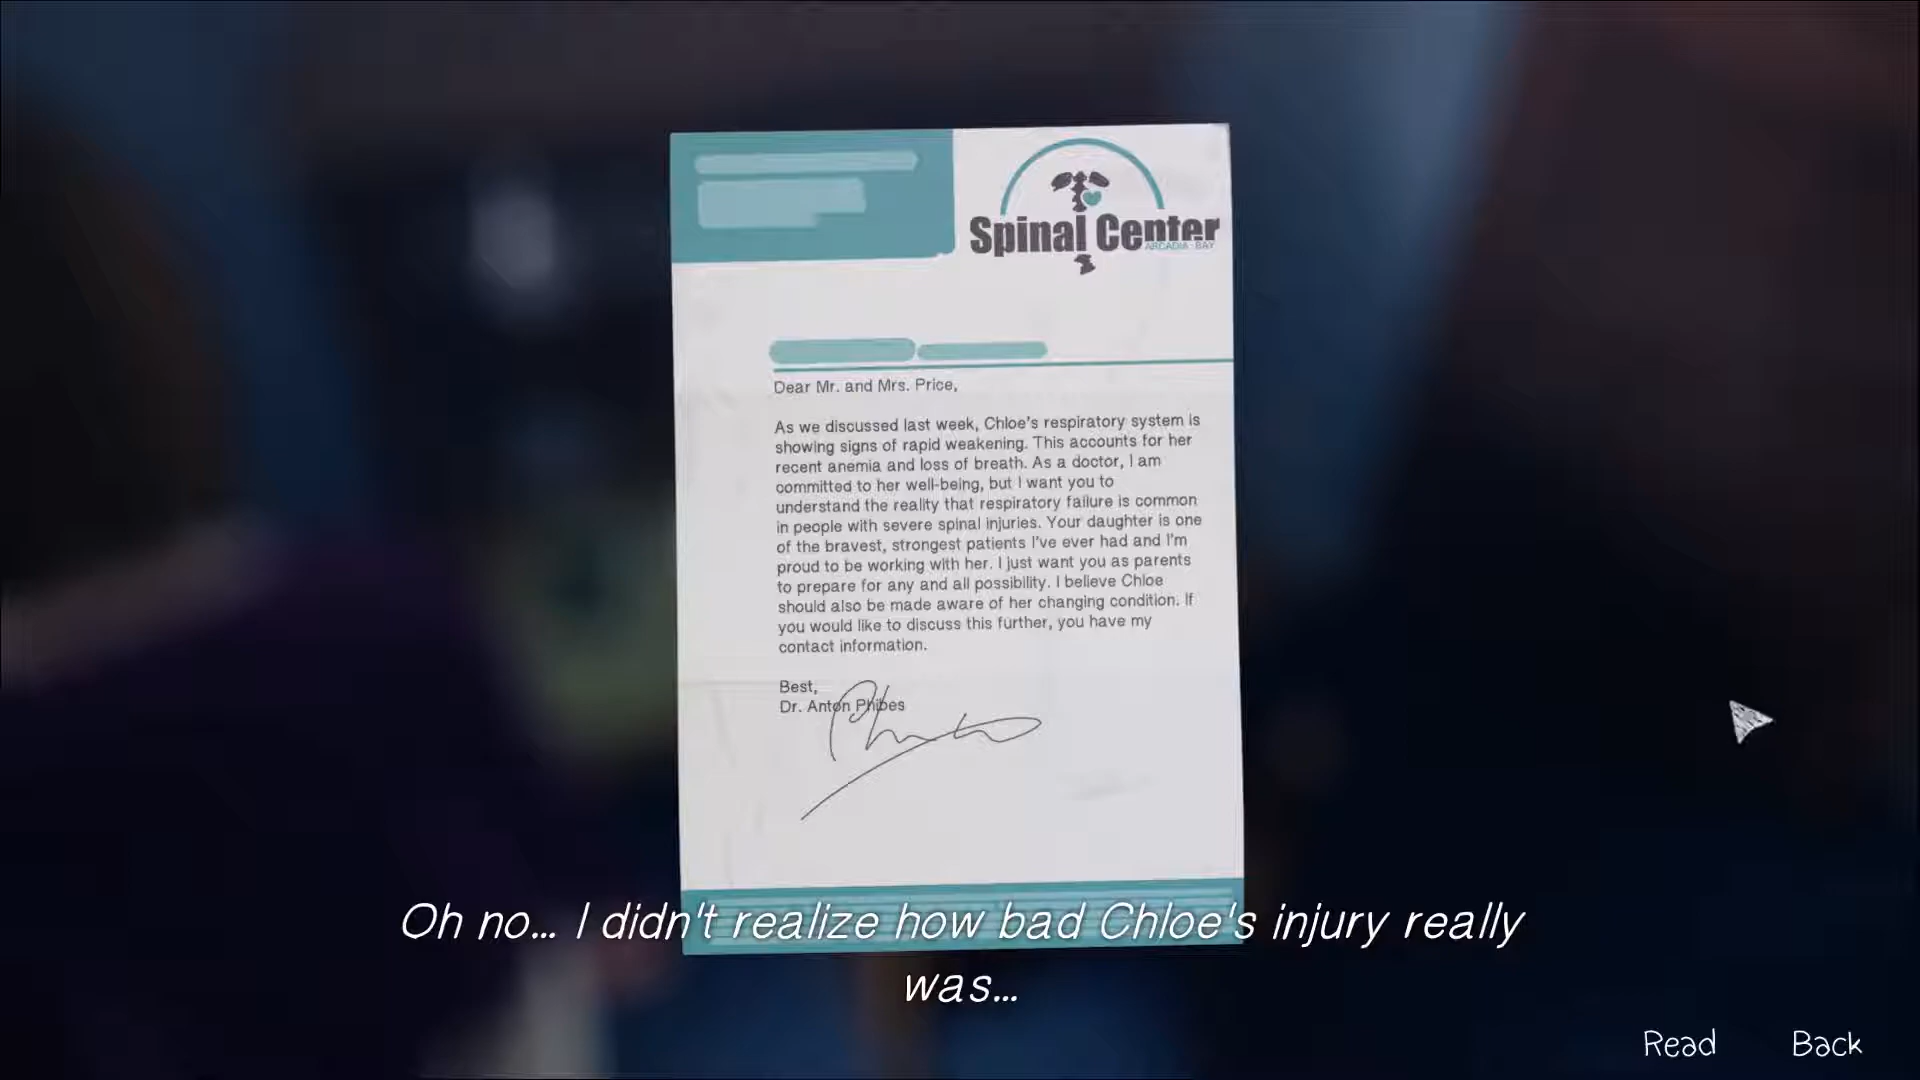 Spinal Center
ARCADIA BAY
Dear Mr. and Mrs. Price,
As we discussed last week, Chloe's respiratory system is
showing signs of rapid weakening. This accounts for her
recent anemia and loss of breath. As a doctor, I am
committed to her well-being, but I want you to
understand the reality that respiratory failure is common
in people with severe spinal injuries. Your daughter is one
of the bravest, strongest patients I've ever had and I'm
proud to be working with her. I just want you as parents
to prepare for any and all possibility. I believe Chloe
should also be made aware of her changing condition. If
you would like to discuss this further, you have my
contact information.
Best,
Dr. Anton Phibes
Oh no... I didn't realize how bad Chloe's injury really
was...
Read Back